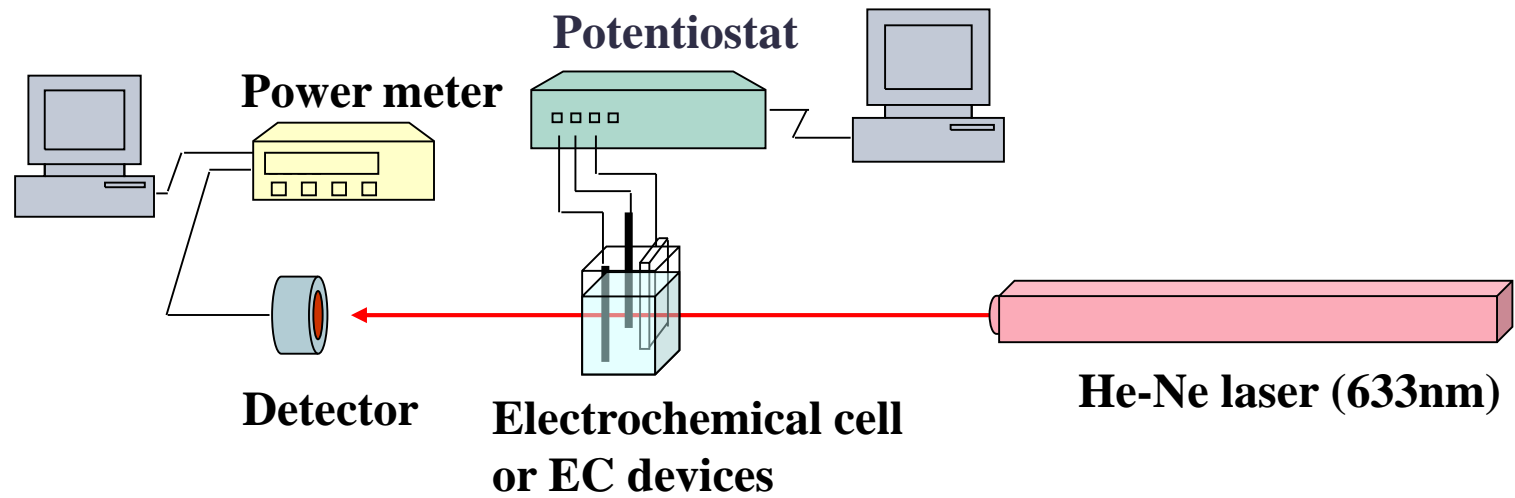 Potentiostat
Power meter
Detector
Electrochemical cell
or EC devices
He-Ne laser (633nm)